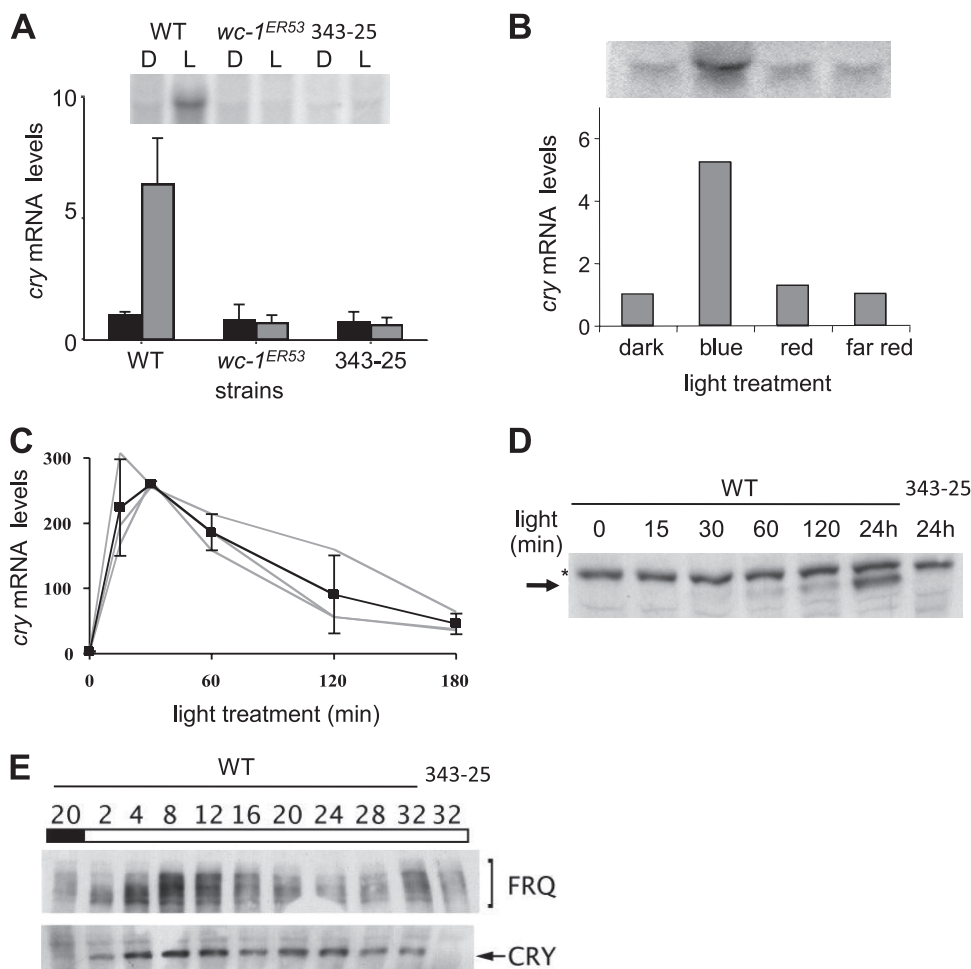 A
WT wc-1ER53 343-25
D L D L D L
10
5
0
cry mRNA levels
WT wc-1ER53 343-25
strains
B
6
4
2
0
cry mRNA levels
dark blue red far red
light treatment
C
300
200
100
0
cry mRNA levels
0 60 120 180
light treatment (min)
D
WT 343-25
light (min) 0 15 30 60 120 24h 24h
*
E
WT 343-25
20 2 4 8 12 16 20 24 28 32 32
FRQ
CRY